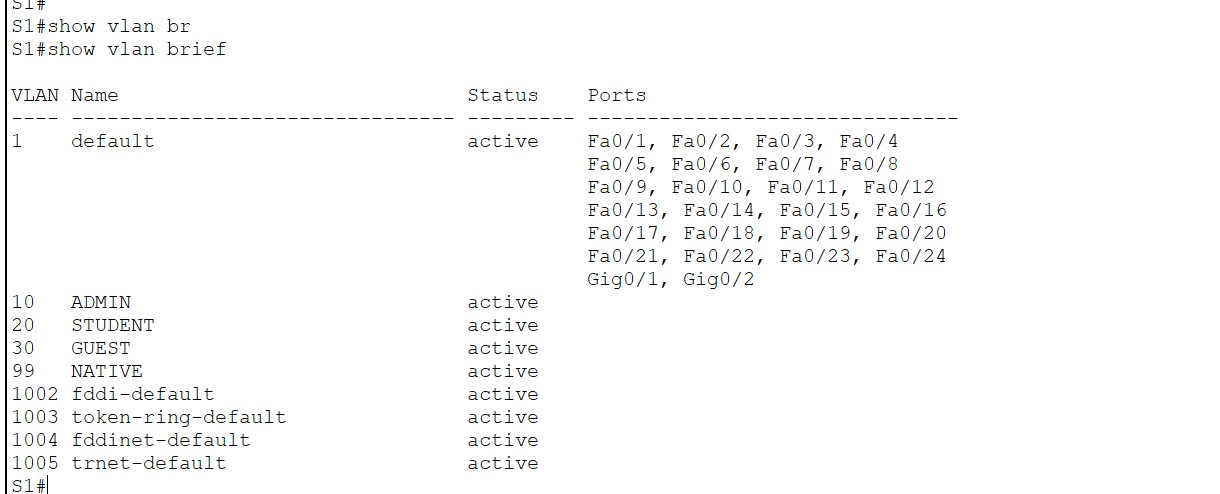 S1#
S1#show vlan br
S1#show vlan brief
VLAN Name                             Status    Ports
---- -------------------------------- --------- -------------------------------
1    default                          active    Fa0/1, Fa0/2, Fa0/3, Fa0/4
                                                Fa0/5, Fa0/6, Fa0/7, Fa0/8
                                                Fa0/9, Fa0/10, Fa0/11, Fa0/12
                                                Fa0/13, Fa0/14, Fa0/15, Fa0/16
                                                Fa0/17, Fa0/18, Fa0/19, Fa0/20
                                                Fa0/21, Fa0/22, Fa0/23, Fa0/24
                                                Gig0/1, Gig0/2
10   ADMIN                            active
20   STUDENT                          active
30   GUEST                            active
99   NATIVE                           active
1002 fddi-default                     active
1003 token-ring-default               active
1004 fddinet-default                  active
1005 trnet-default                    active
S1#